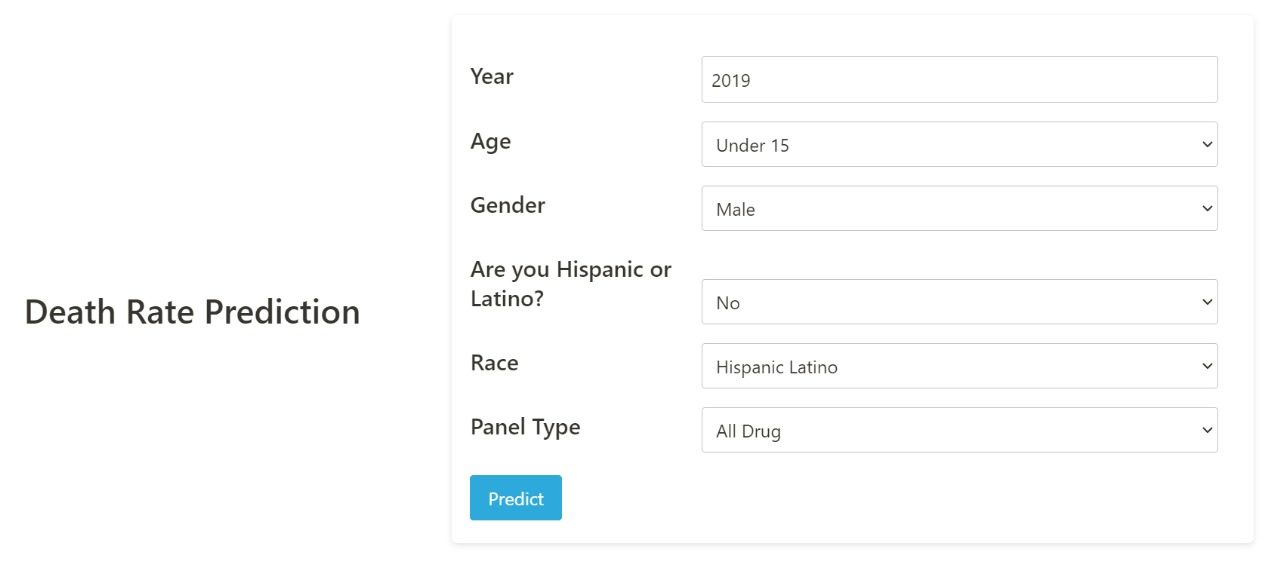 Death Rate Prediction
Year
2019
Age
Under 15
Gender
Male
Are you Hispanic or
Latino?
No
Race
Hispanic Latino
Panel Type
All Drug
Predict